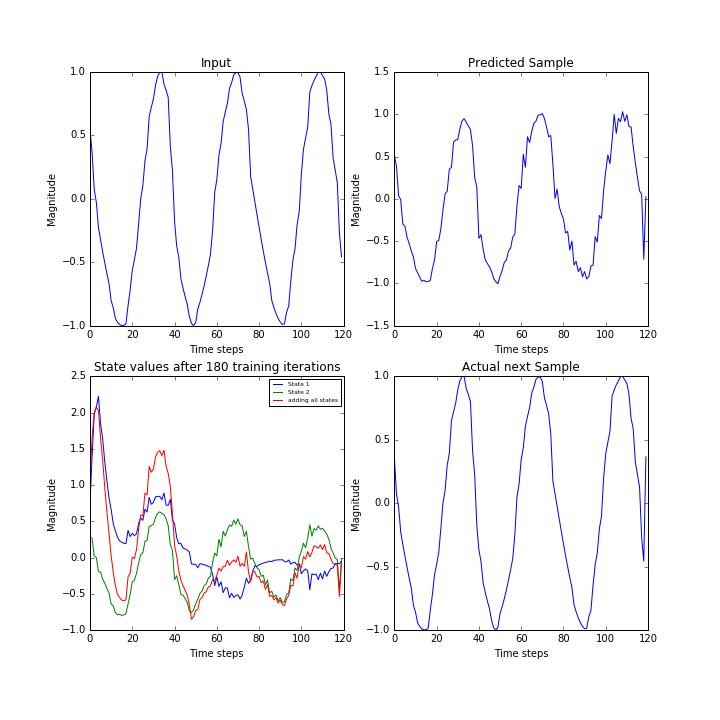 Input
Magnitude
1.0
0.5
0.0
−0.5
−1.0
0 20 40 60 80 100 120
Time steps
Predicted Sample
Magnitude
1.5
1.0
0.5
0.0
−0.5
−1.0
−1.5
0 20 40 60 80 100 120
Time steps
State values after 180 training iterations
Magnitude
2.5
2.0
1.5
1.0
0.5
0.0
−0.5
−1.0
State 1
State 2
adding all states
0 20 40 60 80 100 120
Time steps
Actual next Sample
Magnitude
1.0
0.5
0.0
−0.5
−1.0
0 20 40 60 80 100 120
Time steps